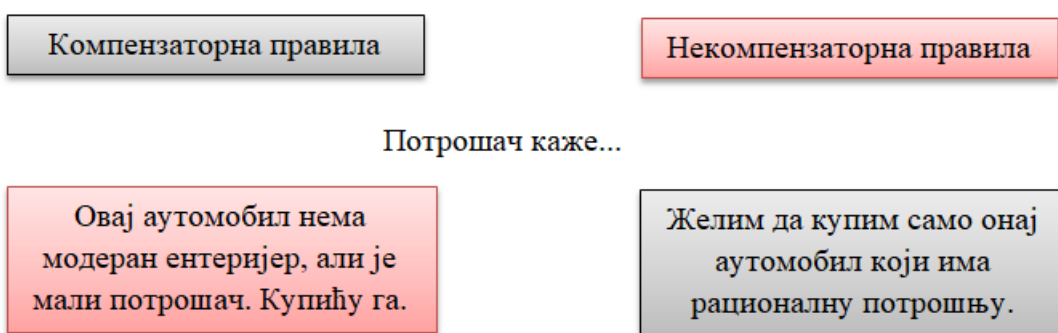 Компензаторна правила
Некомпензаторна правила
Потрошач каже...
Овај аутомобил нема
модеран ентеријер, али је
мали потрошач. Купићу га.
Желим да купим само онај
аутомобил који има
рационалну потрошњу.